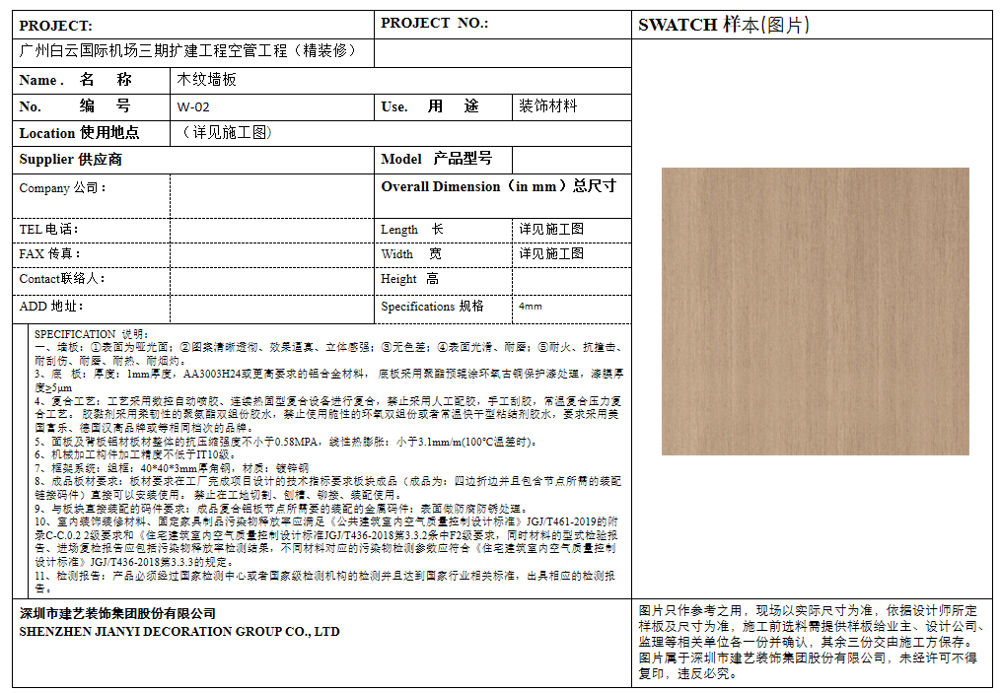 PROJECT:
PROJECT NO.:
SWATCH 样本(图片)
广州白云国际机场三期扩建工程空管工程（精装修）
Name . 名 称
木纹墙板
No. 编 号
W-02
Use. 用 途
装饰材料
Location 使用地点
（详见施工图)
Supplier 供应商
Model 产品型号
Company 公司：
Overall Dimension（in mm）总尺寸
TEL 电话：
Length 长
详见施工图
FAX 传真：
Width 宽
详见施工图
Contact联络人：
Height 高
ADD 地址：
Specifications 规格
4mm
SPECIFICATION 说明：
一、墙板：①表面为哑光面；②图案清晰透彻、效果逼真、立体感强；③无色差；④表面光滑、耐磨；⑤耐火、抗撞击、
耐刮伤、耐磨、耐热、耐烟灼。
3、底 板：厚度：1mm厚度，AA3003H24或更高要求的铝合金材料， 底板采用聚酯预辊涂环氧古铜保护漆处理，漆膜厚
度≥5μm
4、复合工艺：工艺采用数控自动喷胶、连续热固型复合设备进行复合，禁止采用人工配胶，手工刮胶，常温复合压力复
合工艺。 胶黏剂采用柔韧性的聚氨酯双组份胶水，禁止使用脆性的环氧双组份或者常温快干型粘结剂胶水，要求采用美
国富乐、德国汉高品牌或等相同档次的品牌。
5、面板及背板铝材板材整体的抗压缩强度不小于0.58MPA，线性热膨胀：小于3.1mm/m(100℃温差时)。
6、机械加工构件加工精度不低于IT10级。
7、框架系统：组框：40*40*3mm厚角钢，材质：镀锌钢
8、成品板材要求：板材要求在工厂完成项目设计的技术指标要求板块成品（成品为：四边折边并且包含节点所需的装配
链接码件）直接可以安装使用。 禁止在工地切割、刨槽、铆接、装配使用。
9、与板块直接装配的码件要求：成品复合铝板节点所需要的装配的金属码件：表面做防腐防锈处理。
10、室内装饰装修材料、固定家具制品污染物释放率应满足《公共建筑室内空气质量控制设计标准》JGJ/T461-2019的附
录C-C.0.2 2级要求和《住宅建筑室内空气质量控制设计标准JGJ/T436-2018第3.3.2条中F2级要求，同时材料的型式检验报
告、进场复检报告应包括污染物释放率检测结果，不同材料对应的污染物检测参数应符合《住宅建筑室内空气质量控制
设计标准》JGJ/T436-2018第3.3.3的规定。
11、检测报告：产品必须经过国家检测中心或者国家级检测机构的检测并且达到国家行业相关标准，出具相应的检测报
告。
深圳市建艺装饰集团股份有限公司
SHENZHEN JIANYI DECORATION GROUP CO., LTD
图片只作参考之用，现场以实际尺寸为准，依据设计师所定
样板及尺寸为准，施工前选料需提供样板给业主、设计公司、
监理等相关单位各一份并确认，其余三份交由施工方保存。
图片属于深圳市建艺装饰集团股份有限公司，未经许可不得
复印，违反必究。